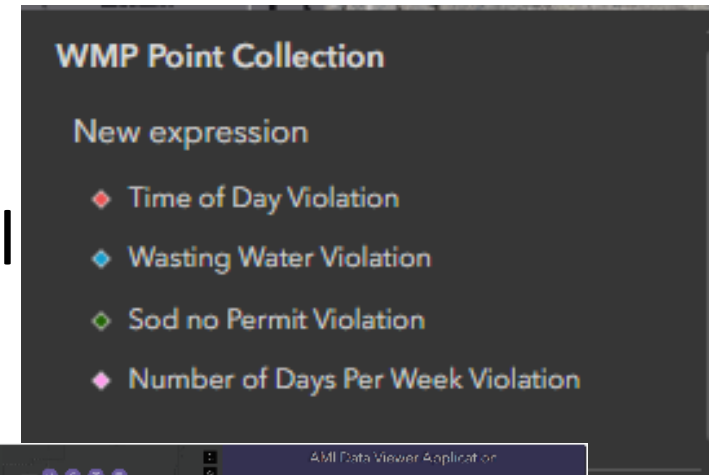 WMP Point Collection
New expression
Time of Day Violation
Wasting Water Violation
Sod no Permit Violation
Number of Days Per Week Violation
AMI Data Viewer Application